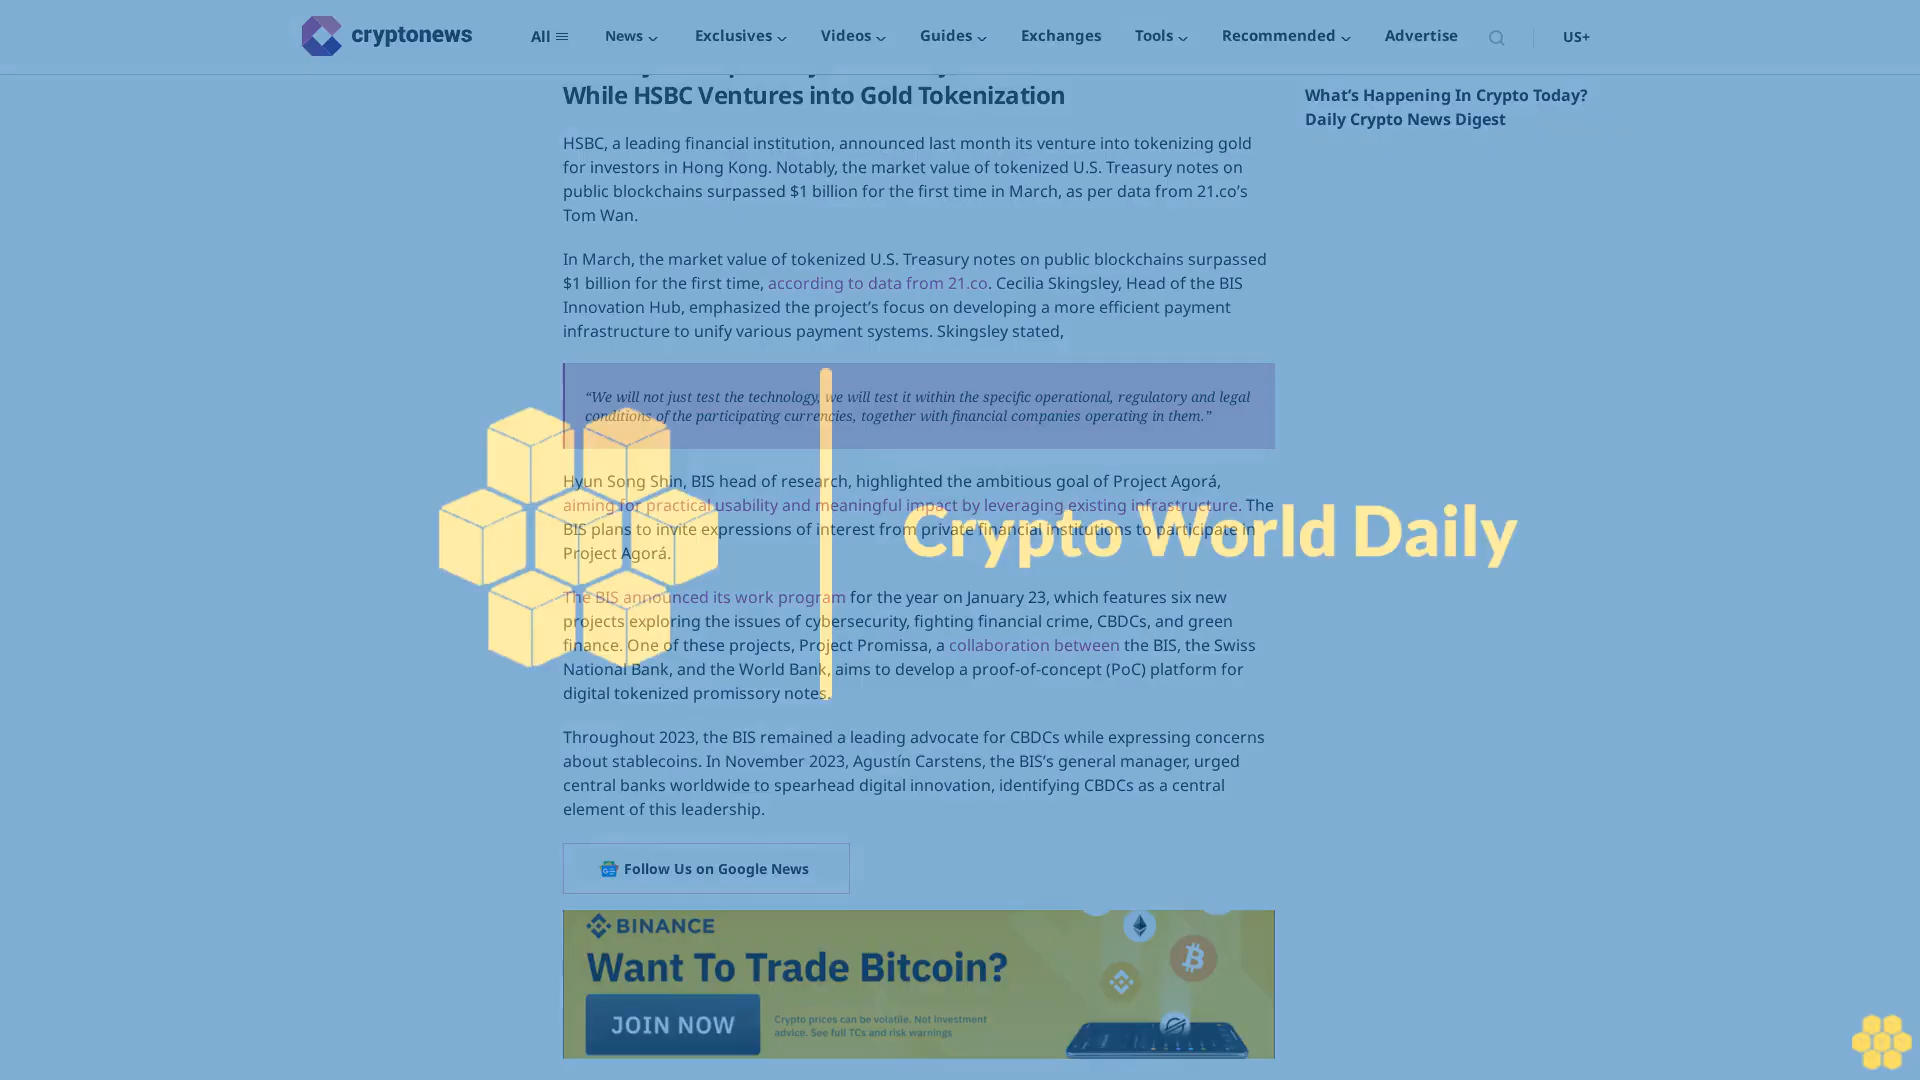 cryptonews
All
News
Exclusives
Videos
Guides
Exchanges
Tools
Recommended
Advertise
US+
While HSBC Ventures into Gold Tokenization
HSBC, a leading financial institution, announced last month its venture into tokenizing gold
for investors in Hong Kong. Notably, the market value of tokenized U.S. Treasury notes on
public blockchains surpassed $1 billion for the first time in March, as per data from 21.co’s
Tom Wan.
In March, the market value of tokenized U.S. Treasury notes on public blockchains surpassed
$1 billion for the first time, according to data from 21.co. Cecilia Skingsley, Head of the BIS
Innovation Hub, emphasized the project’s focus on developing a more efficient payment
infrastructure to unify various payment systems. Skingsley stated,
“We will not just test the technology, we will test it within the specific operational, regulatory and legal
conditions of the participating currencies, together with financial companies operating in them.”
Hyun Song Shin, BIS head of research, highlighted the ambitious goal of Project Agorá,
aiming for practical usability and meaningful impact by leveraging existing infrastructure. The
BIS plans to invite expressions of interest from private financial institutions to participate in
Project Agorá.
The BIS announced its work program for the year on January 23, which features six new
projects exploring the issues of cybersecurity, fighting financial crime, CBDCs, and green
finance. One of these projects, Project Promissa, a collaboration between the BIS, the Swiss
National Bank, and the World Bank, aims to develop a proof-of-concept (PoC) platform for
digital tokenized promissory notes.
Throughout 2023, the BIS remained a leading advocate for CBDCs while expressing concerns
about stablecoins. In November 2023, Agustín Carstens, the BIS’s general manager, urged
central banks worldwide to spearhead digital innovation, identifying CBDCs as a central
element of this leadership.
Follow Us on Google News
BINANCE
Want To Trade Bitcoin?
JOIN NOW
Crypto prices can be volatile. Not investment
advice. See full TCs and risk warnings
What’s Happening In Crypto Today?
Daily Crypto News Digest
Crypto World Daily